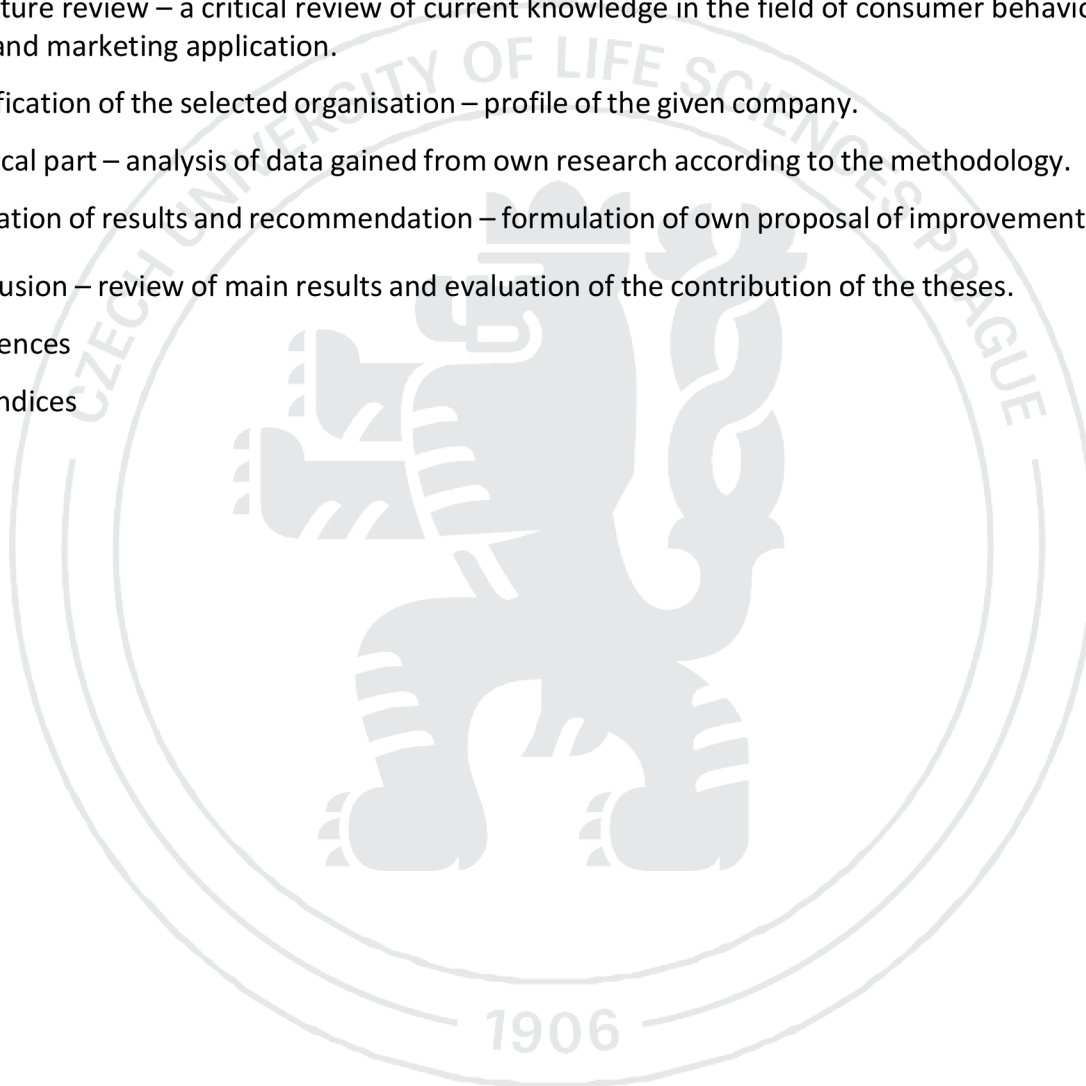 ture review – a critical review of current knowledge in the field of consumer behavio
and marketing application.
fication of the selected organisation – profile of the given company.
cal part – analysis of data gained from own research according to the methodology.
ation of results and recommendation – formulation of own proposal of improvement
usion – review of main results and evaluation of the contribution of the theses.
ences
ndices
CZECH UNIVERSITY OF LIFE SCIENCES PRAGUE
1906